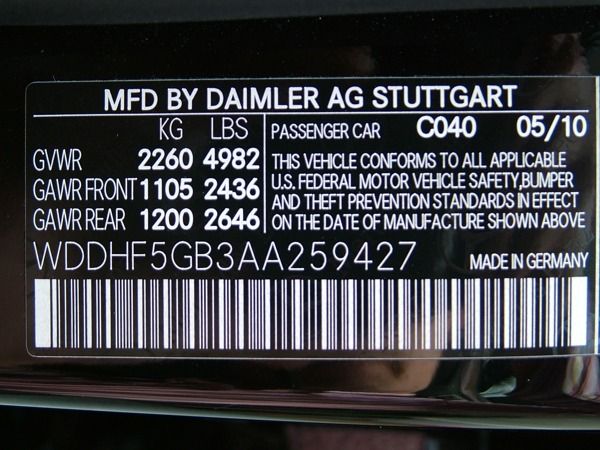 MFD BY DAIMLER AG STUTTGART
KG LBS
GVWR 2260 4982
GAWR FRONT 1105 2436
GAWR REAR 1200 2646
PASSENGER CAR C040 05/10
THIS VEHICLE CONFORMS TO ALL APPLICABLE
U.S. FEDERAL MOTOR VEHICLE SAFETY,BUMPER
AND THEFT PREVENTION STANDARDS IN EFFECT
ON THE DATE OF MANUFACTURE SHOWN ABOVE
WDDHF5GB3AA259427 MADE IN GERMANY